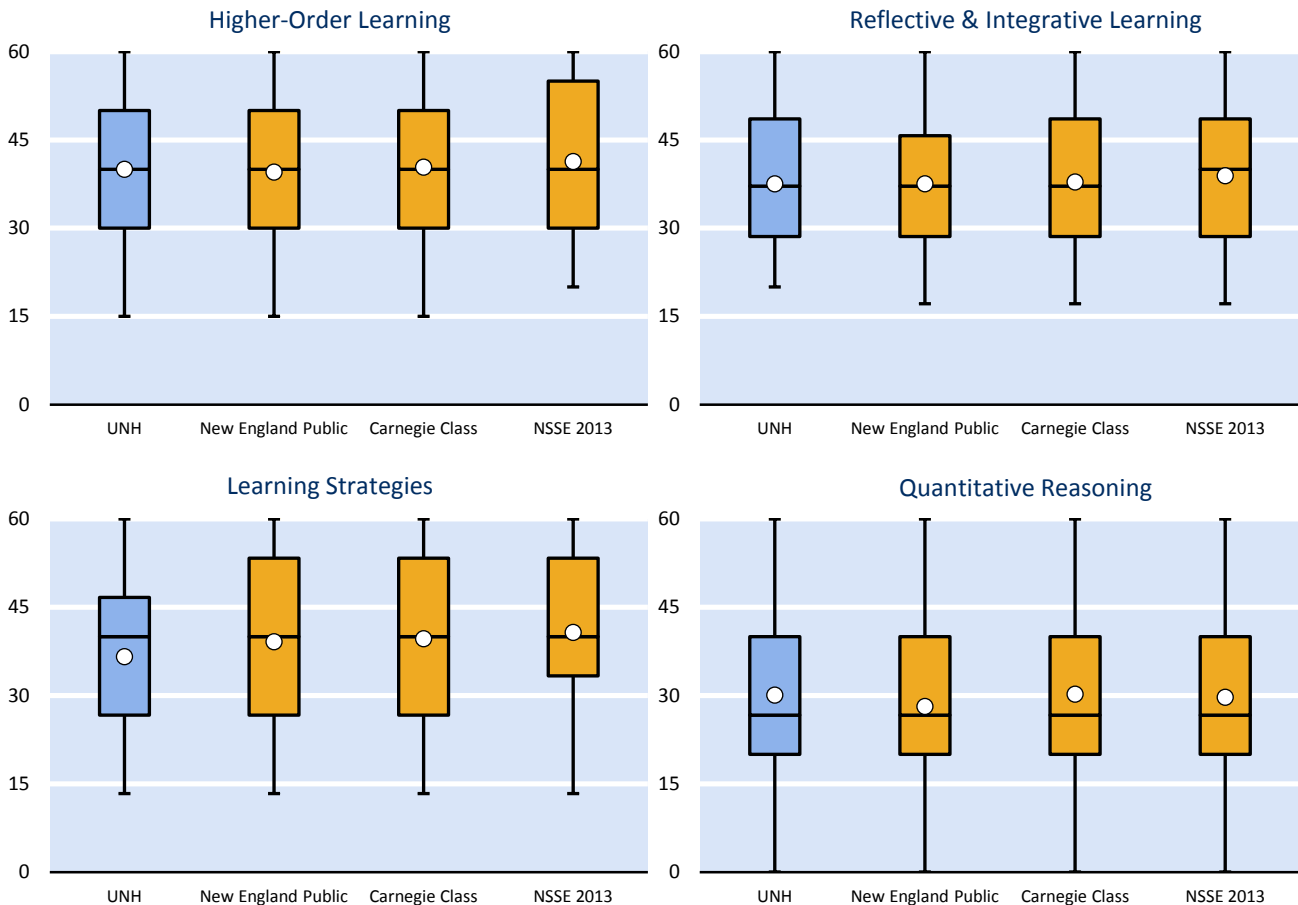 Higher-Order Learning
60
45
30
15
0
UNH New England Public Carnegie Class NSSE 2013
Reflective & Integrative Learning
60
45
30
15
0
UNH New England Public Carnegie Class NSSE 2013
Learning Strategies
60
45
30
15
0
UNH New England Public Carnegie Class NSSE 2013
Quantitative Reasoning
60
45
30
15
0
UNH New England Public Carnegie Class NSSE 2013